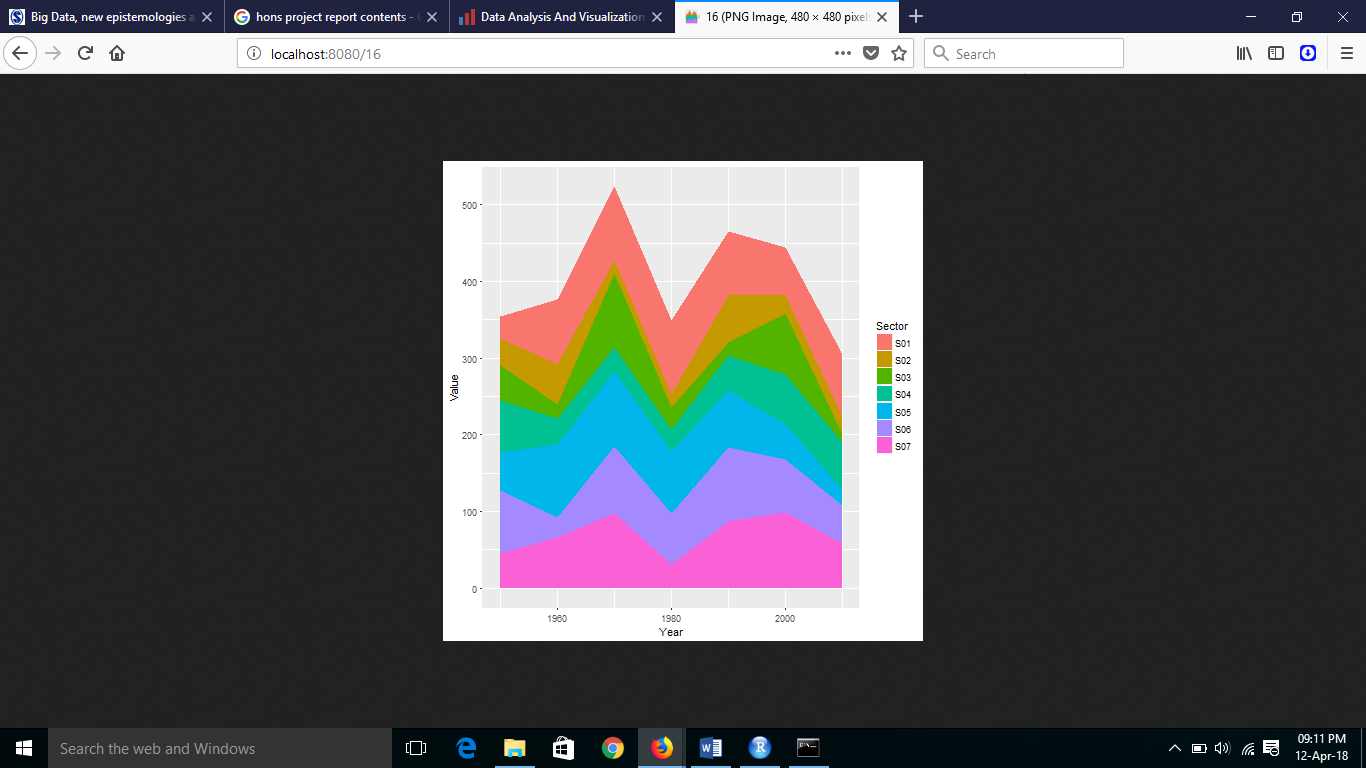 Big Data, new epistemologies a
hons project report contents - G
Data Analysis And Visualization
16 (PNG Image, 480 × 480 pixels
localhost:8080/16
Search
500
400
300
200
100
0
Value
1960
1980
2000
Year
Sector
S01
S02
S03
S04
S05
S06
S07
Search the web and Windows
09:11 PM
12-Apr-18